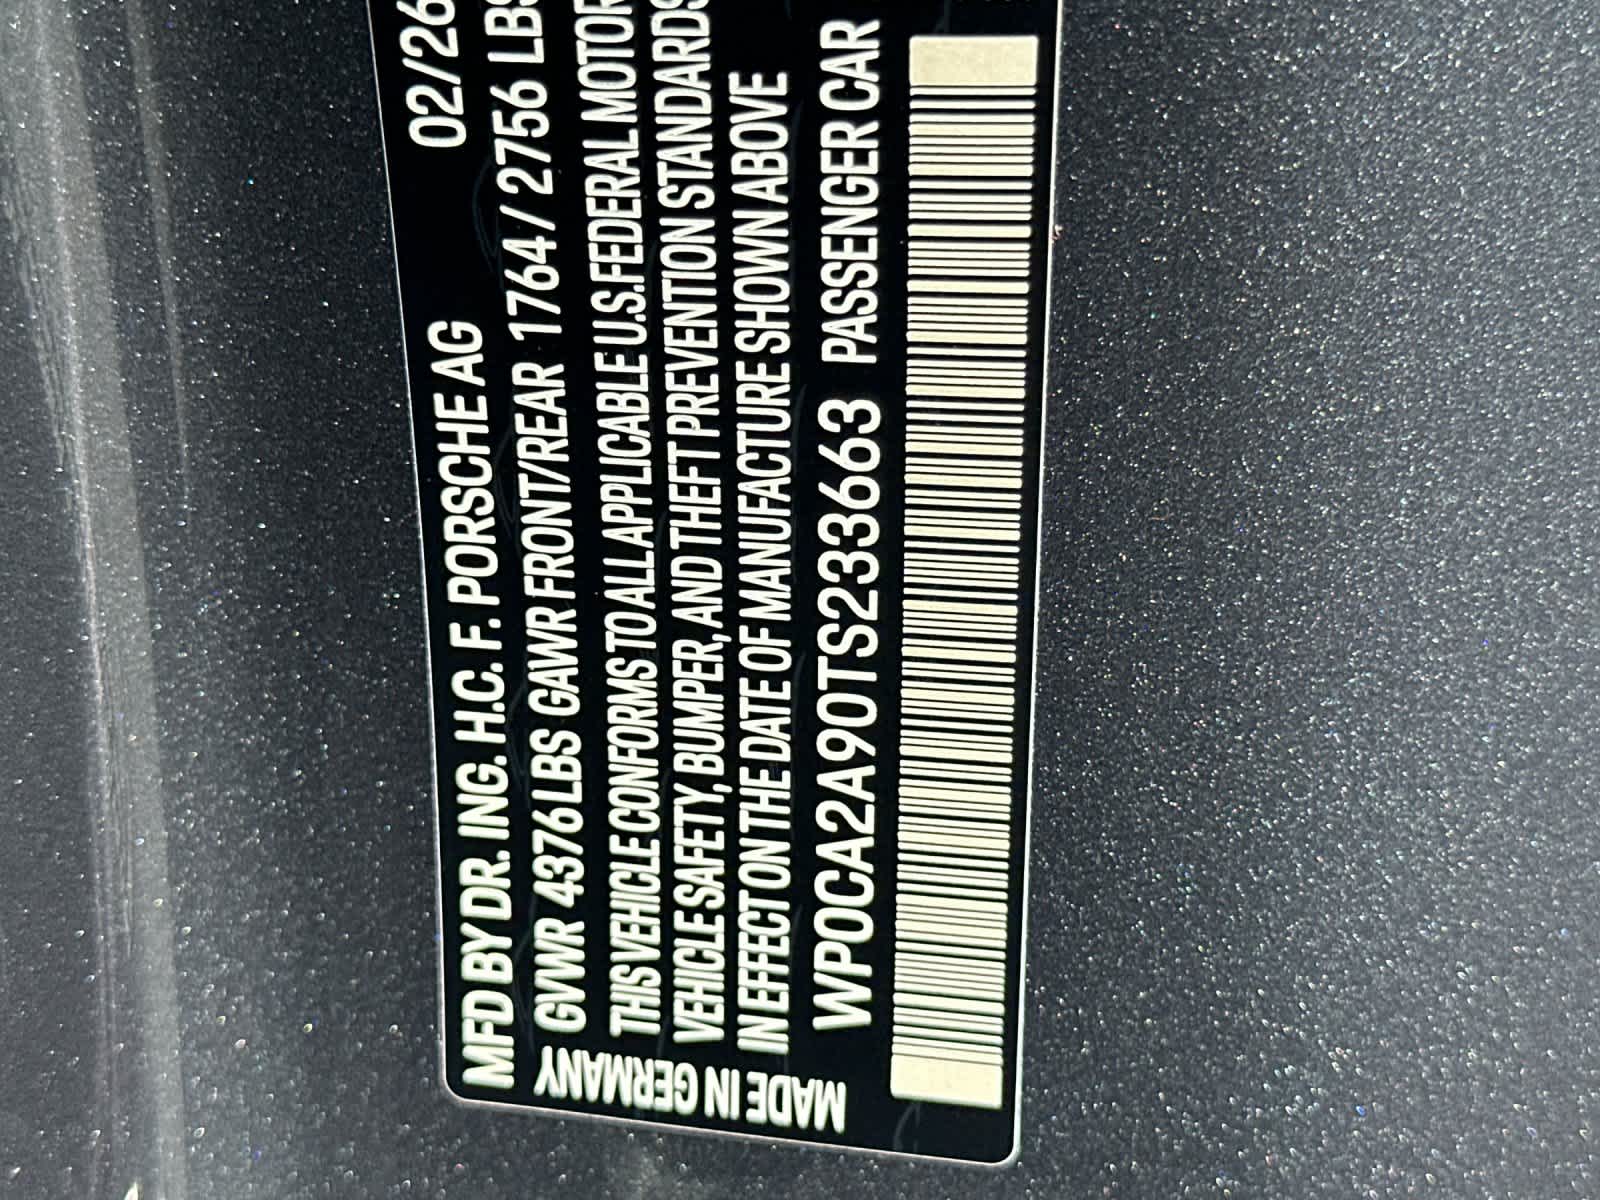 MFD BY DR. ING. H.C. F. PORSCHE AG 02/26
GVWR 4376LBS GAWR FRONT/REAR 1764 / 2756 LBS
THIS VEHICLE CONFORMS TO ALL APPLICABLE U.S. FEDERAL MOTOR
VEHICLE SAFETY, BUMPER, AND THEFT PREVENTION STANDARDS
IN EFFECT ON THE DATE OF MANUFACTURE SHOWN ABOVE
WP0CA2A90TS233663 PASSENGER CAR
MADE IN GERMANY